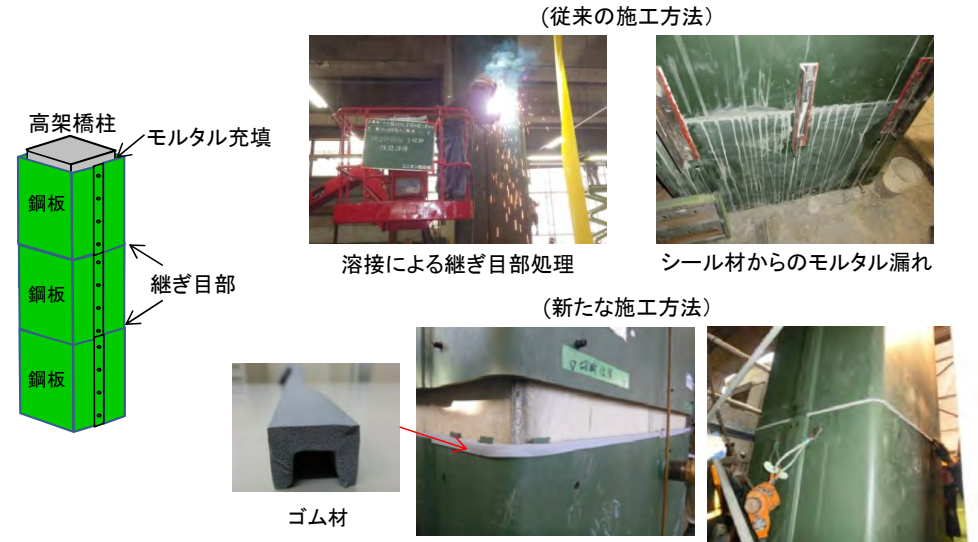 (従来の施工方法)
高架橋柱
モルタル充填
鋼板
継ぎ目部
鋼板
鋼板
溶接による継ぎ目部処理
シール材からのモルタル漏れ
(新たな施工方法)
ゴム材